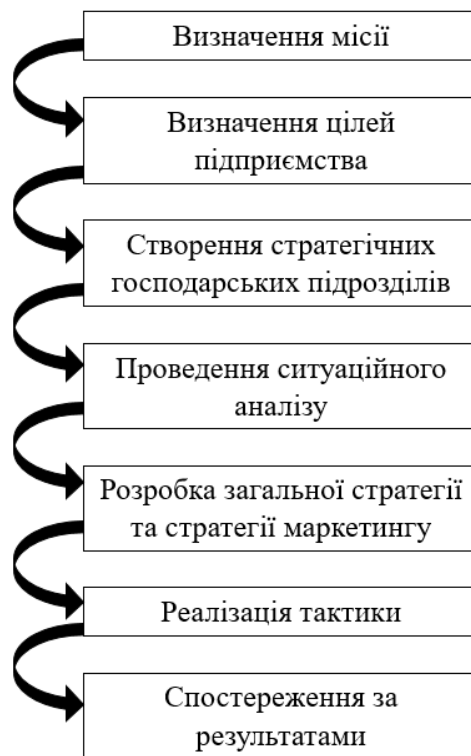 Визначення місії
Визначення цілей
підприємства
Створення стратегічних
господарських підрозділів
Проведення ситуаційного
аналізу
Розробка загальної стратегії
та стратегії маркетингу
Реалізація тактики
Спостереження за
результатами